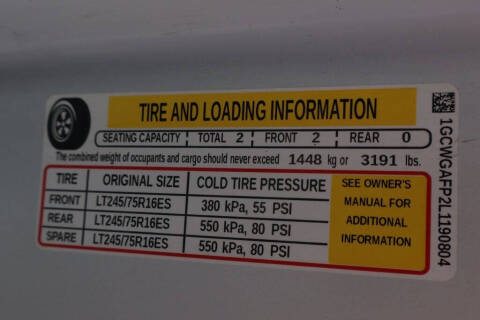 TIRE AND LOADING INFORMATION
SEATING CAPACITY TOTAL 2 FRONT 2 REAR 0
The combined weight of occupants and cargo should never exceed 1448 kg or 3191 lbs.
TIRE ORIGINAL SIZE COLD TIRE PRESSURE
FRONT LT245/75R16ES 380 kPa, 55 PSI
REAR LT245/75R16ES 550 kPa, 80 PSI
SPARE LT245/75R16ES 550 kPa, 80 PSI
SEE OWNER'S
MANUAL FOR
ADDITIONAL
INFORMATION
1GCWGAFP2L1190804